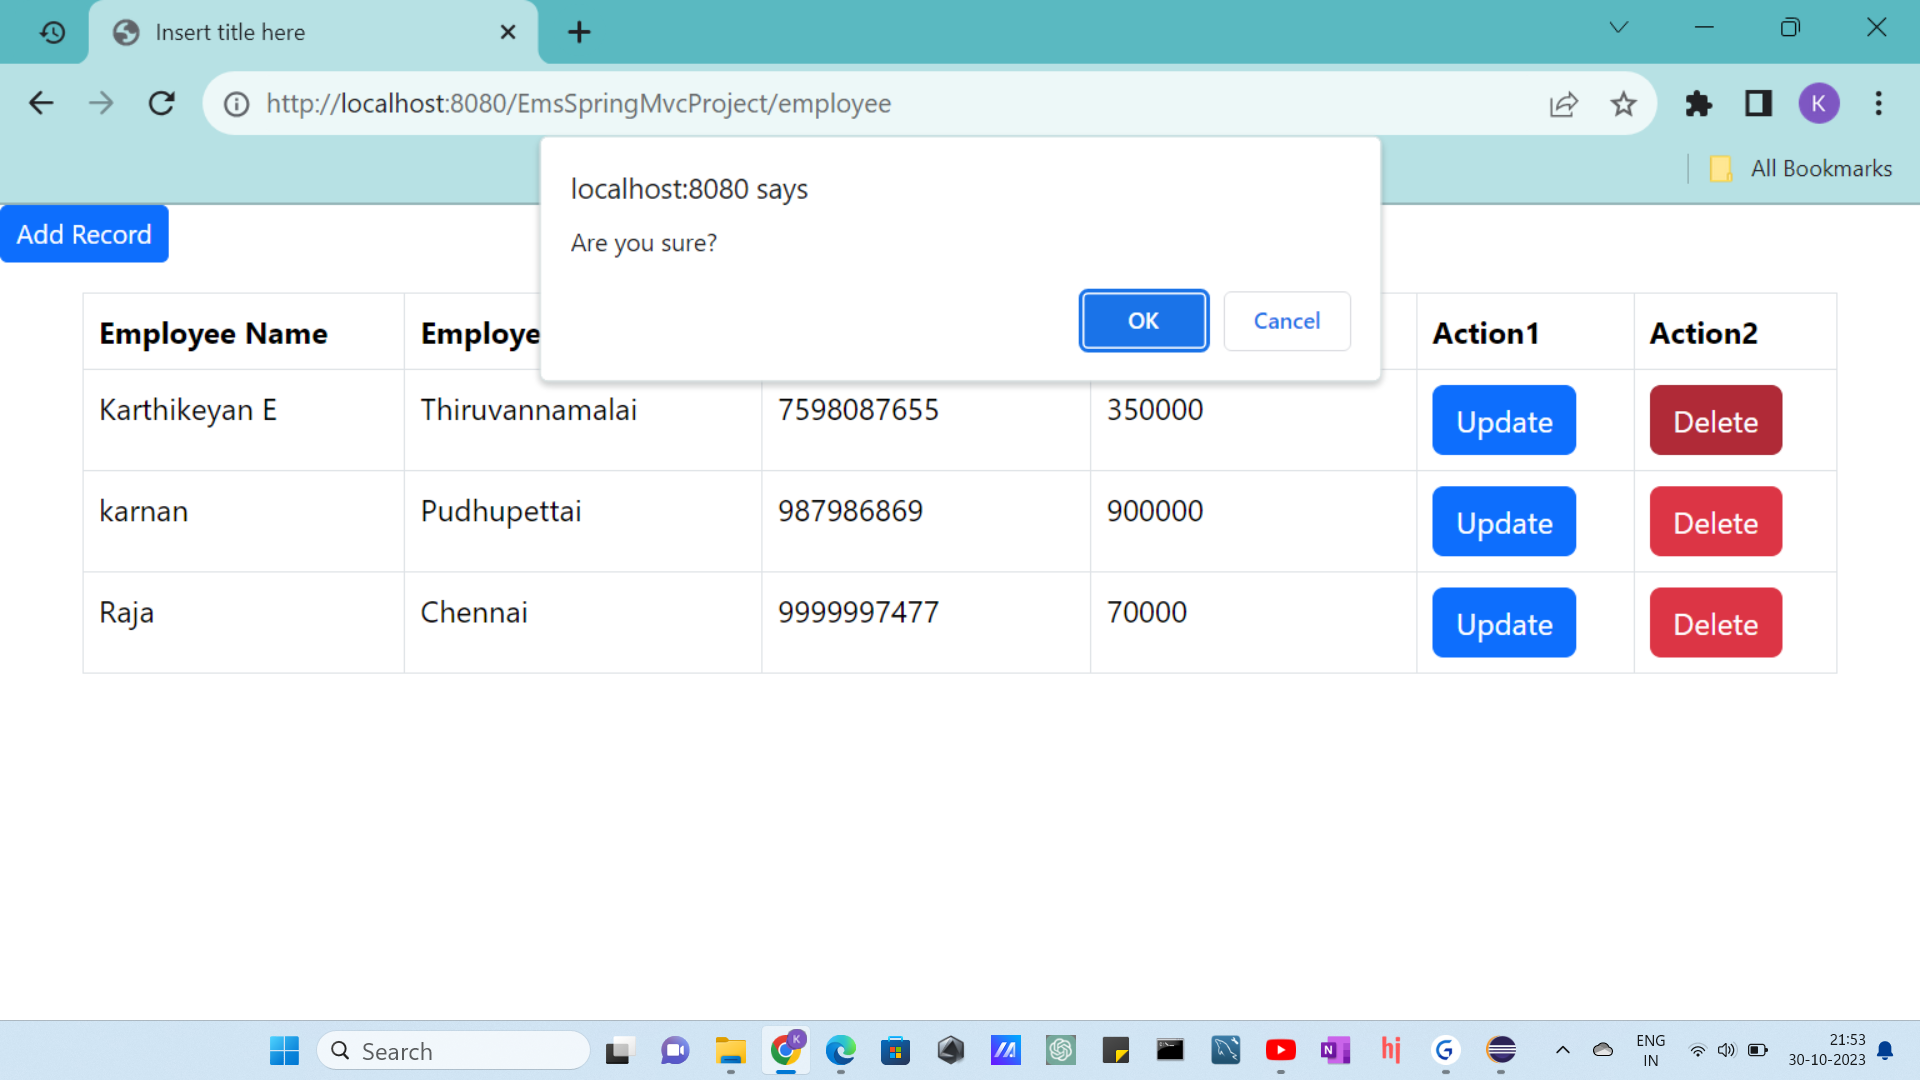 Insert title here
http://localhost:8080/EmsSpringMvcProject/employee
K
All Bookmarks
localhost:8080 says
Are you sure?
OK
Cancel
Add Record
Employee Name
Employe
Action1
Action2
Karthikeyan E
Thiruvannamalai
7598087655
350000
Update
Delete
karnan
Pudhupettai
987986869
900000
Update
Delete
Raja
Chennai
9999997477
70000
Update
Delete
Search
K
N
hi
G
ENG
IN
21:53
30-10-2023